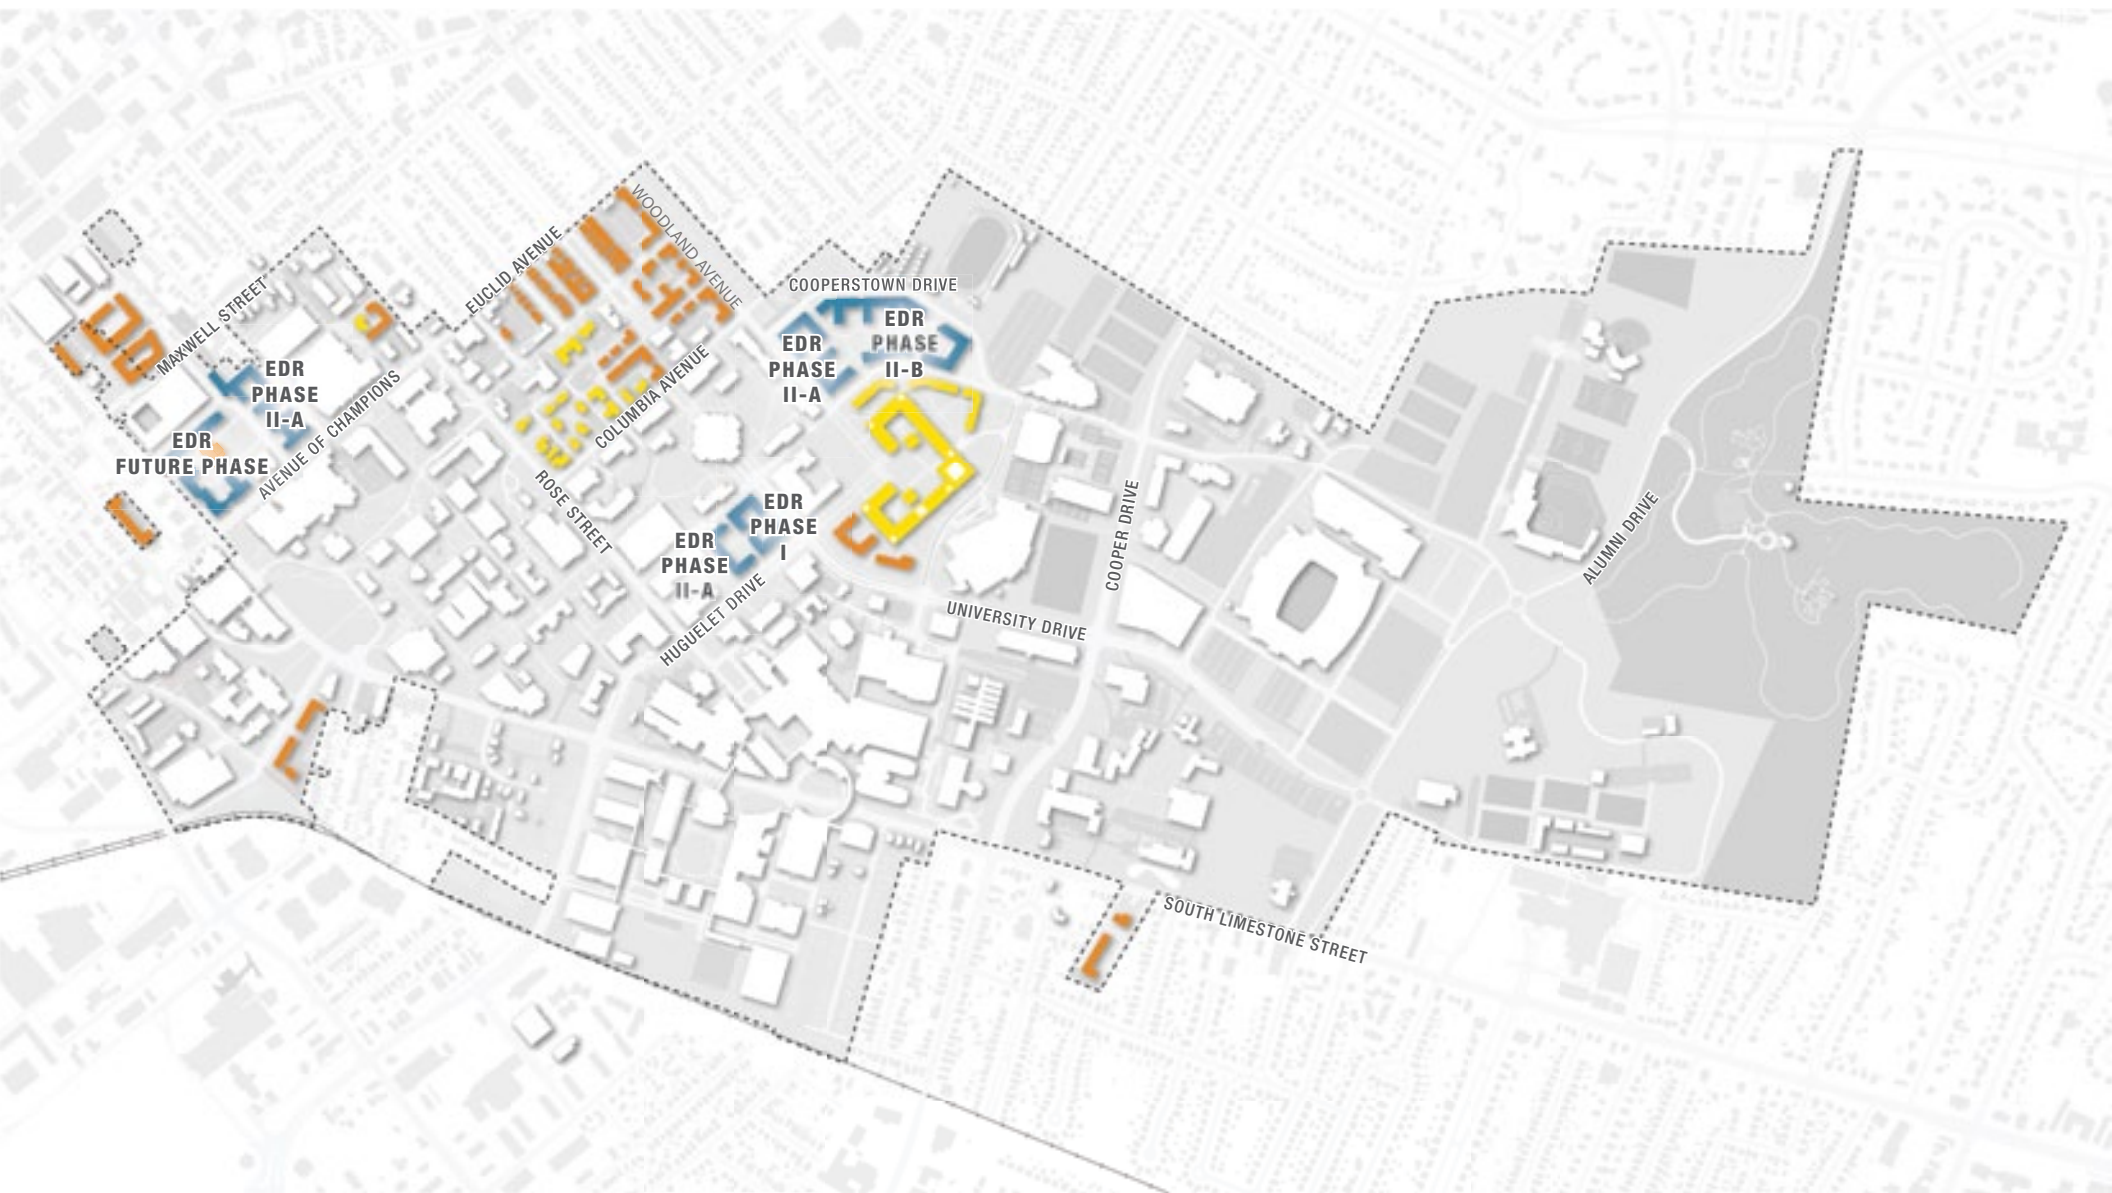 WOODLAND AVENUE
EUCLID AVENUE
MAXWELL STREET
COOPERSTOWN DRIVE
EDR
PHASE
II-B
EDR
PHASE
II-A
EDR
PHASE
II-A
COLUMBIA AVENUE
AVENUE OF CHAMPIONS
EDR
FUTURE PHASE
ROSE STREET
EDR
PHASE
I
EDR
PHASE
II-A
HUGUELET DRIVE
COOPER DRIVE
ALUMNI DRIVE
UNIVERSITY DRIVE
SOUTH LIMESTONE STREET